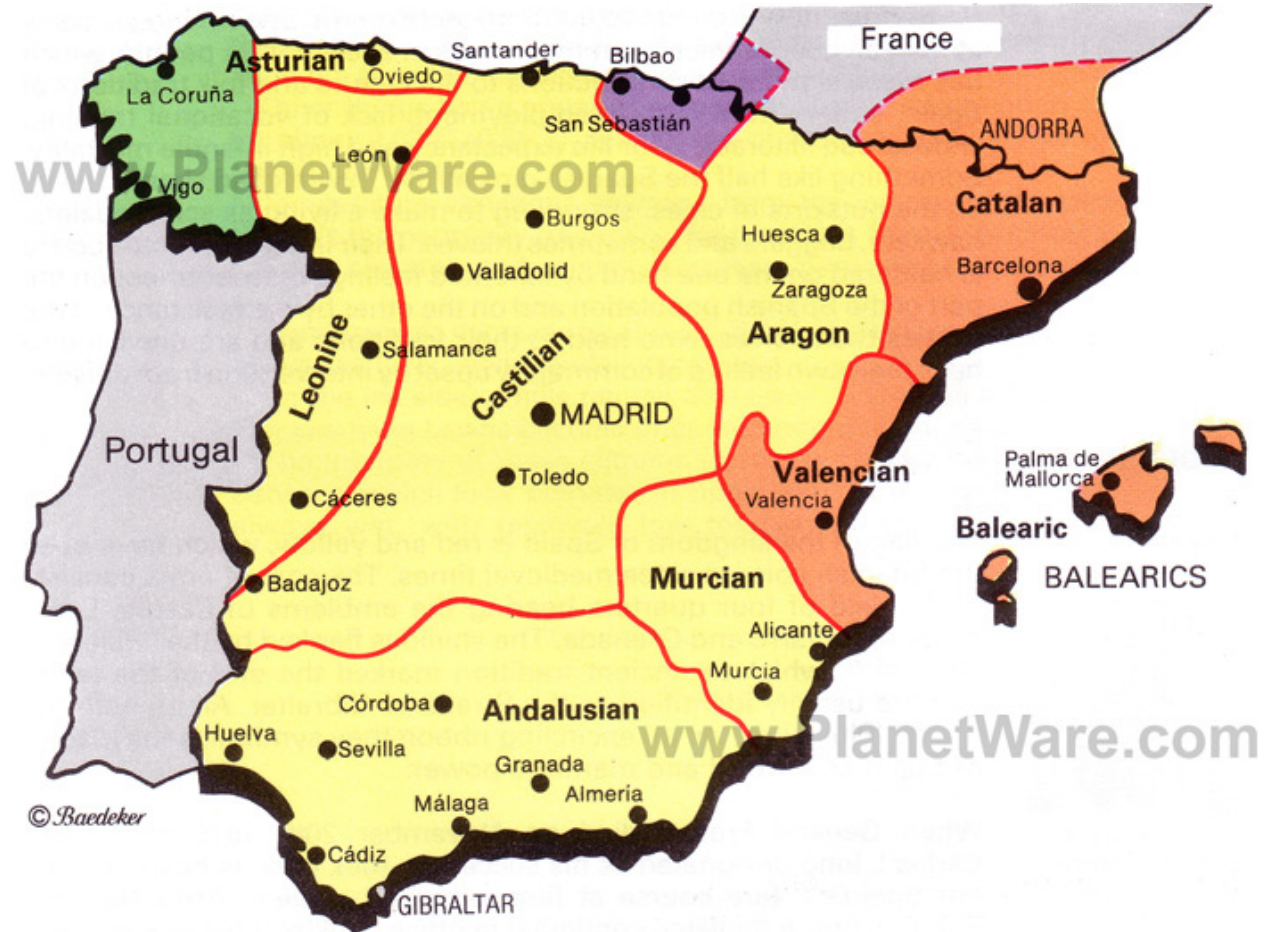 France
Asturian
Oviedo
Santander
Bilbao
La Coruña
San Sebastián
ANDORRA
León
www.PlanetWare.com
Vigo
Catalan
Burgos
Huesca
Valladolid
Barcelona
Zaragoza
Aragon
Leonine
Salamanca
Castilian
MADRID
Portugal
Palma de
Mallorca
Valencian
Toledo
Cáceres
Valencia
Balearic
BALEARICS
Badajoz
Murcian
Alicante
Murcia
Córdoba
Andalusian
Huelva
Sevilla
www.PlanetWare.com
Granada
Málaga
Almería
© Baedeker
Cádiz
GIBRALTAR